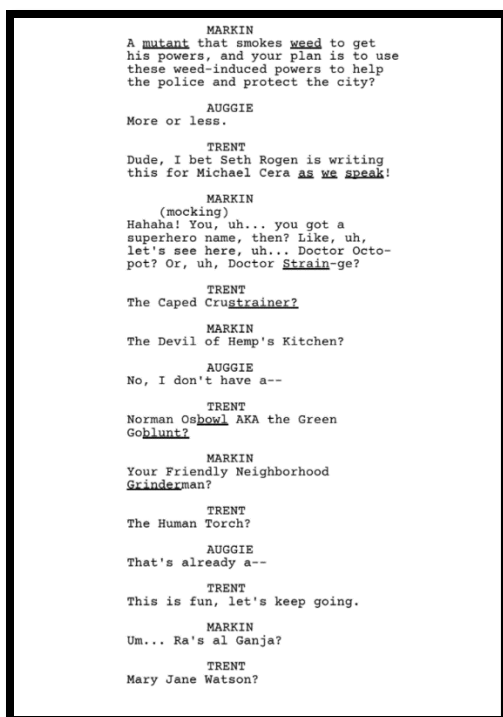 MARKIN
A mutant that smokes weed to get
his powers, and your plan is to use
these weed-induced powers to help
the police and protect the city?
AUGGIE
More or less.
TRENT
Dude, I bet Seth Rogen is writing
this for Michael Cera as we speak!
MARKIN
(mocking)
Hahaha! You, uh... you got a
superhero name, then? Like, uh,
let's see here, uh... Doctor Octo-
pot? Or, uh, Doctor Strain-ge?
TRENT
The Caped Crustrainer?
MARKIN
The Devil of Hemp's Kitchen?
AUGGIE
No, I don't have a--
TRENT
Norman Osbowl AKA the Green
Goblunt?
MARKIN
Your Friendly Neighborhood
Grinderman?
TRENT
The Human Torch?
AUGGIE
That's already a--
TRENT
This is fun, let's keep going.
MARKIN
Um... Ra's al Ganja?
TRENT
Mary Jane Watson?